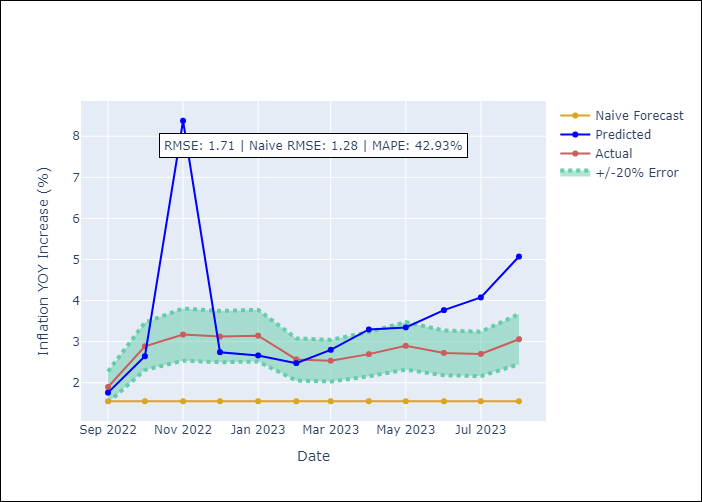 RMSE: 1.71 | Naive RMSE: 1.28 | MAPE: 42.93%
Naive Forecast
Predicted
Actual
+/-20% Error
Inflation YOY Increase (%)
8
7
6
5
4
3
2
Sep 2022
Nov 2022
Jan 2023
Mar 2023
May 2023
Jul 2023
Date